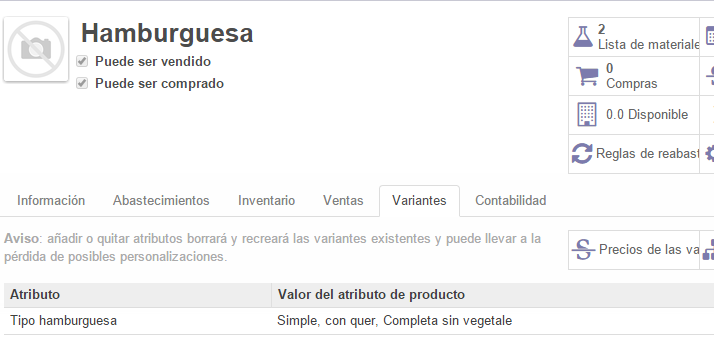 Hamburguesa
Puede ser vendido
Puede ser comprado
2
Lista de materiale
0
Compras
0.0 Disponible
Reglas de reabast
Información Abastecimientos Inventario Ventas Variantes Contabilidad
Aviso: añadir o quitar atributos borrará y recreará las variantes existentes y puede llevar a la
pérdida de posibles personalizaciones.
Precios de las va
Atributo Valor del atributo de producto
Tipo hamburguesa Simple, con quer, Completa sin vegetale